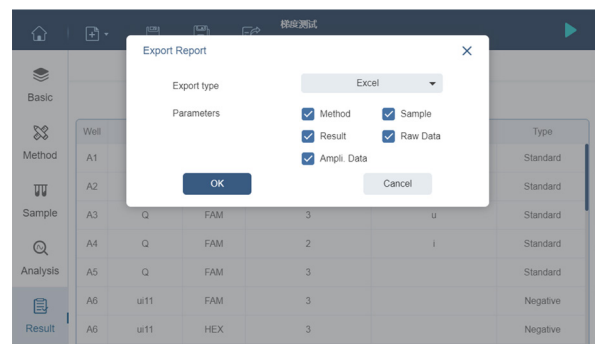 梯度测试
Export Report
Export type Excel
Parameters Method Sample
Result Raw Data
Ampli. Data
OK Cancel
Basic
Method
Sample
Analysis
Result
Well Type
A1 Standard
A2 Standard
A3 Q FAM 3 u Standard
A4 Q FAM 2 i Standard
A5 Q FAM 3 Standard
A6 ui11 FAM 3 Negative
A6 ui11 HEX 3 Negative